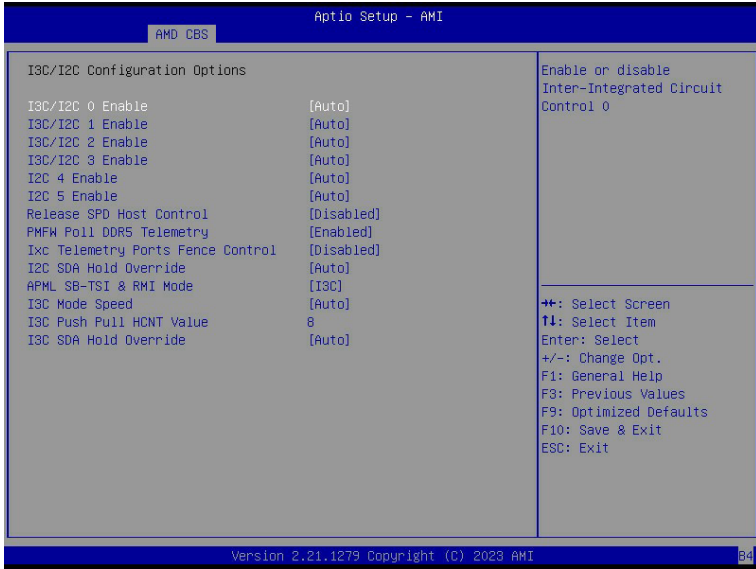 Aptio Setup - AMI
AMD CBS
I3C/I2C Configuration Options
I3C/I2C 0 Enable [Auto]
I3C/I2C 1 Enable [Auto]
I3C/I2C 2 Enable [Auto]
I3C/I2C 3 Enable [Auto]
I2C 4 Enable [Auto]
I2C 5 Enable [Auto]
Release SPD Host Control [Disabled]
PMFW Poll DDR5 Telemetry [Enabled]
Ixc Telemetry Ports Fence Control [Disabled]
I2C SDA Hold Override [Auto]
APML SB-TSI & RMI Mode [I3C]
I3C Mode Speed [Auto]
I3C Push Pull HCNT Value 8
I3C SDA Hold Override [Auto]
Enable or disable
Inter-Integrated Circuit
Control 0
→←: Select Screen
↑↓: Select Item
Enter: Select
+/-: Change Opt.
F1: General Help
F3: Previous Values
F9: Optimized Defaults
F10: Save & Exit
ESC: Exit
Version 2.21.1279 Copyright (C) 2023 AMI
B4